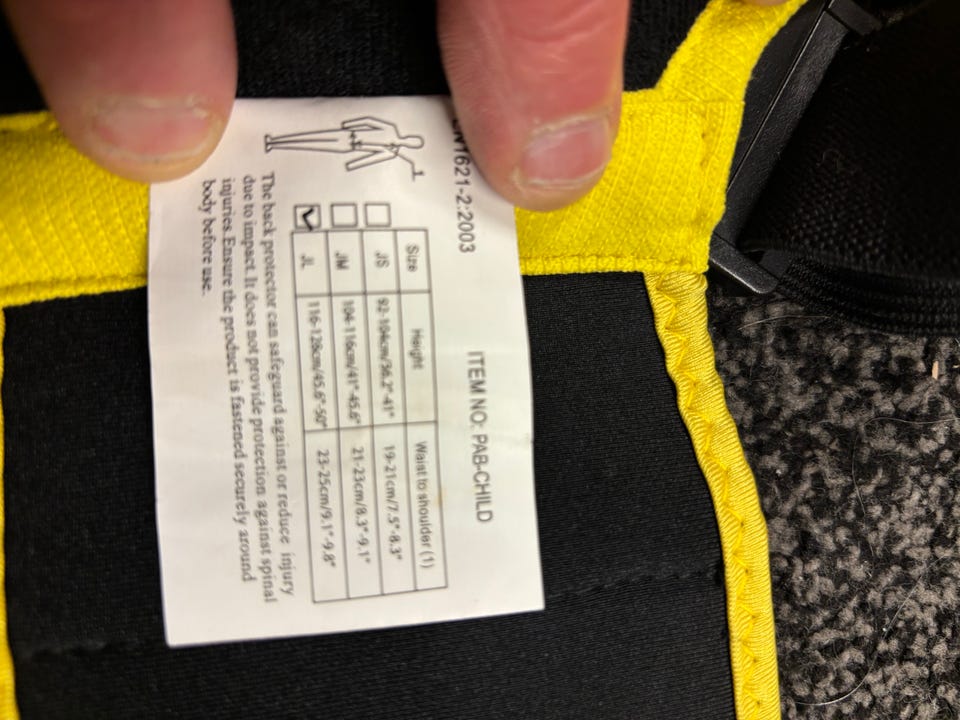 EN1621-2:2003
ITEM NO: PAB-CHILD
Size Height Waist to shoulder (1)
JS 92-104cm/36.2"-41" 19-21cm/7.5"-8.3"
JM 104-116cm/41"-45.6" 21-23cm/8.3"-9.1"
JL 116-128cm/45.6"-50" 23-25cm/9.1"-9.8"
The back protector can safeguard against or reduce injury
due to impact. It does not provide protection against spinal
injuries. Ensure the product is fastened securely around
body before use.